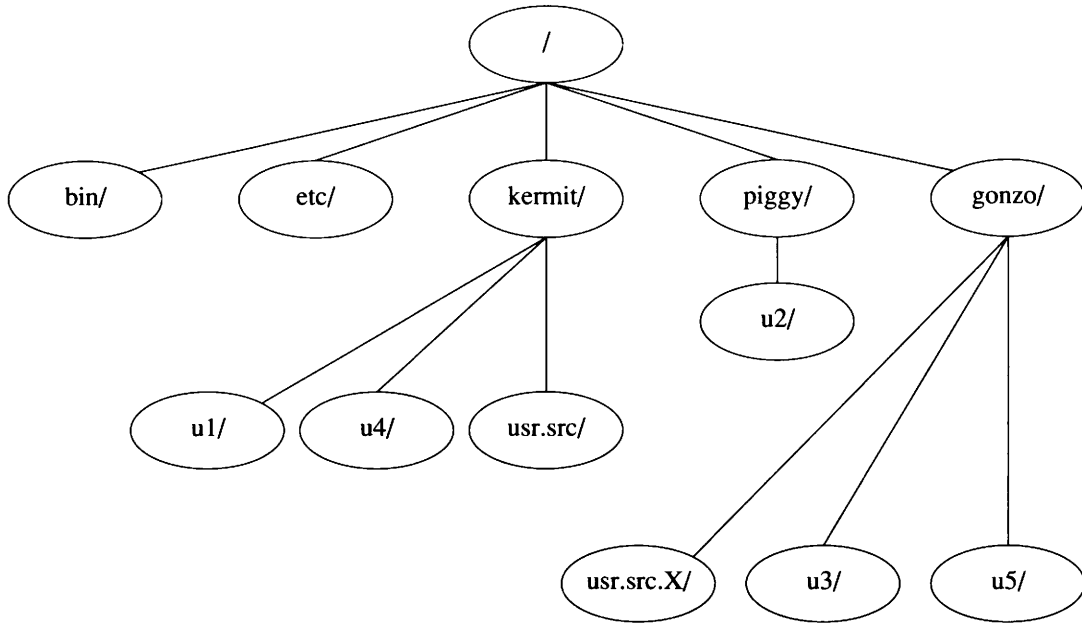 /
bin/
etc/
kermit/
piggy/
gonzo/
u2/
u1/
u4/
usr.src/
usr.src.X/
u3/
u5/